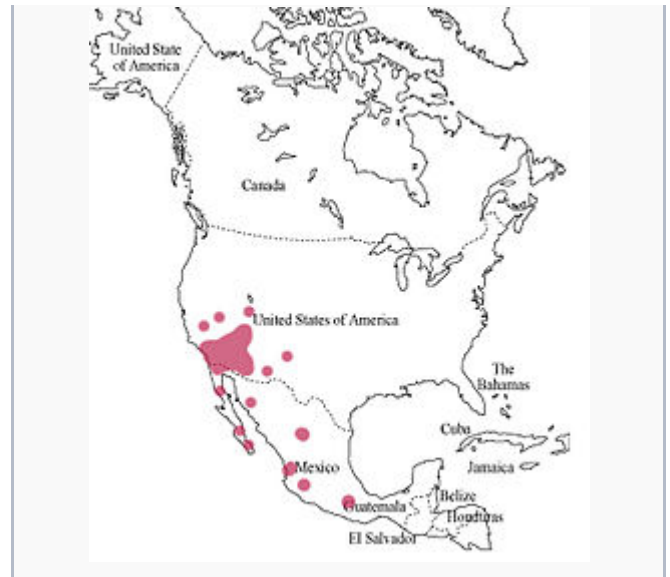 United State
of America
Canada
United States of America
The
Bahamas
Cuba
Jamaica
Mexico
Belize
Guatemala
Honduras
El Salvador